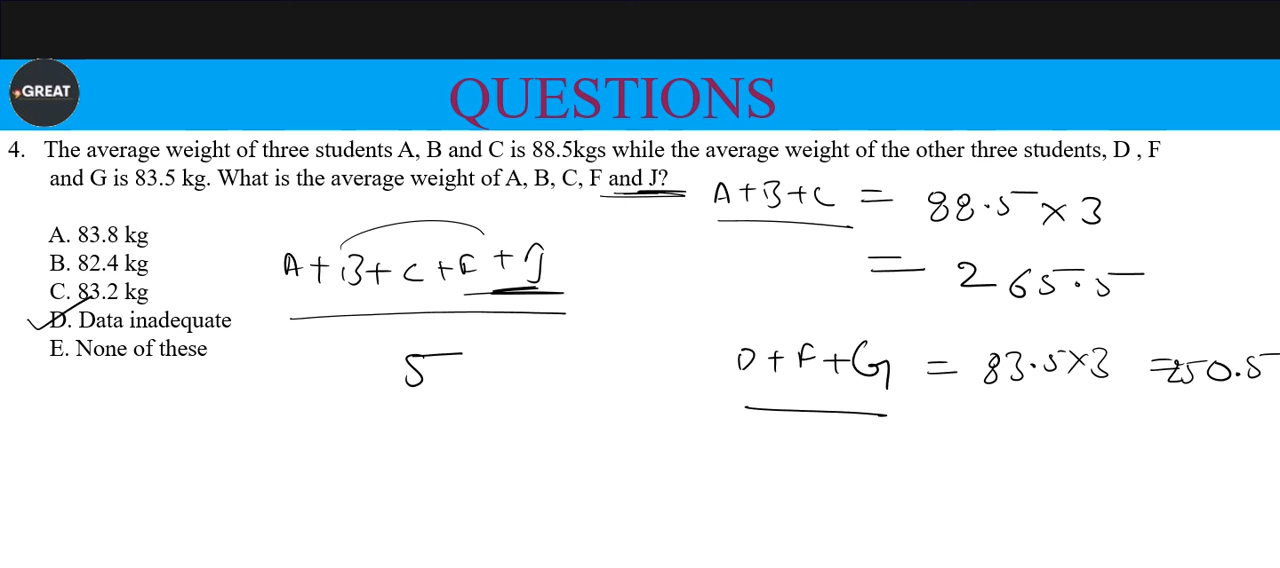 GREAT
QUESTIONS
4. The average weight of three students A, B and C is 88.5kgs while the average weight of the other three students, D , F
and G is 83.5 kg. What is the average weight of A, B, C, F and J?
A + B + C = 88.5 × 3
= 265.5
A. 83.8 kg
B. 82.4 kg
C. 83.2 kg
D. Data inadequate
E. None of these
A + B + C + F + J
5
D + F + G = 83.5 × 3 = 250.5